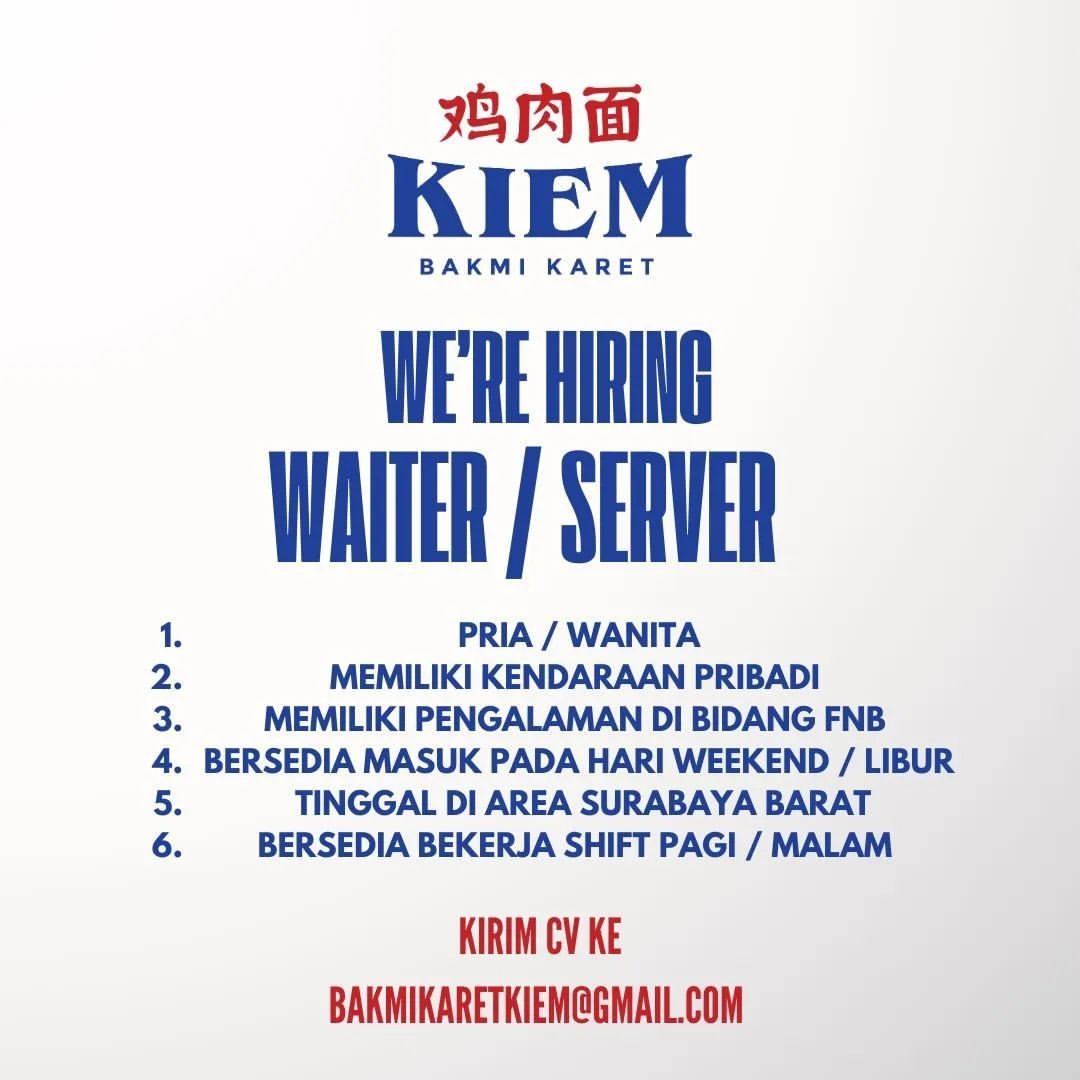 鸡肉面
KIEM
BAKMI KARET
WE'RE HIRING
WAITER / SERVER
1. PRIA / WANITA
2. MEMILIKI KENDARAAN PRIBADI
3. MEMILIKI PENGALAMAN DI BIDANG FNB
4. BERSEDIA MASUK PADA HARI WEEKEND / LIBUR
5. TINGGAL DI AREA SURABAYA BARAT
6. BERSEDIA BEKERJA SHIFT PAGI / MALAM
KIRIM CV KE
BAKMIKARETKIEM@GMAIL.COM